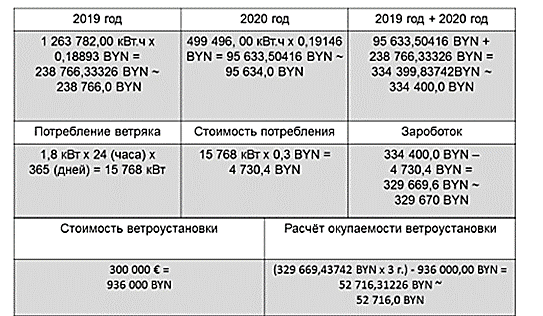 2019 год
2020 год
2019 год + 2020 год
1 263 782,00 кВт.ч х
0,18893 BYN =
238 766,33326 BYN ~
238 766,0 BYN
499 496, 00 кВт.ч х 0,19146
BYN = 95 633,50416 BYN ~
95 634,0 BYN
95 633,50416 BYN +
238 766,33326 BYN =
334 399,83742BYN ~
334 400,0 BYN
Потребление ветряка
Стоимость потребления
Зароботок
1,8 кВт х 24 (часа) х
365 (дней) = 15 768 кВт
15 768 кВт х 0,3 BYN =
4 730,4 BYN
334 400,0 BYN –
4 730,4 BYN =
329 669,6 BYN ~
329 670 BYN
Стоимость ветроустановки
Расчёт окупаемости ветроустановки
300 000 € =
936 000 BYN
(329 669,43742 BYN x 3 г.) - 936 000,00 BYN =
52 716,31226 BYN ~
52 716,0 BYN